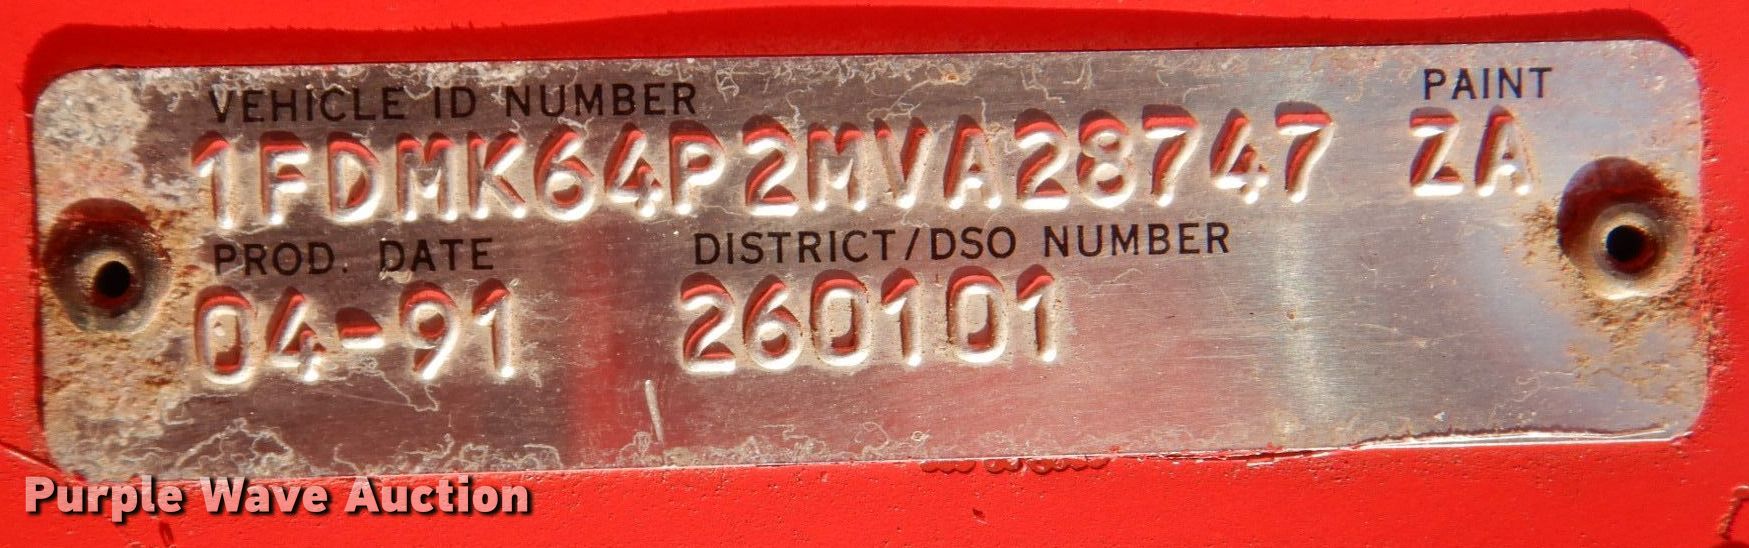 VEHICLE ID NUMBER PAINT
1FDMK64P2MVA28747 ZA
PROD. DATE DISTRICT/DSO NUMBER
04-91 260101
Purple Wave Auction